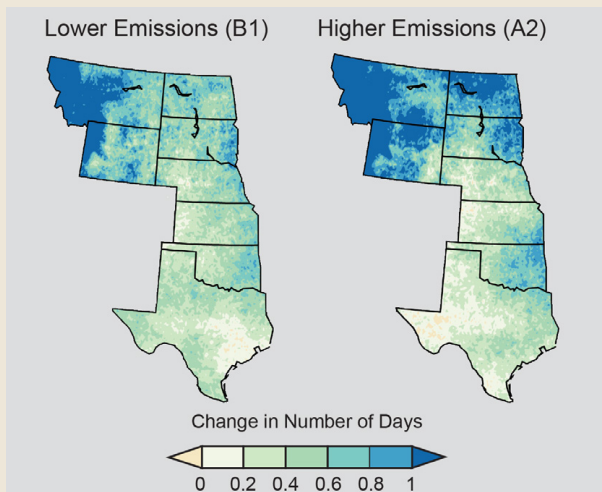 Lower Emissions (B1)
Higher Emissions (A2)
Change in Number of Days
0 0.2 0.4 0.6 0.8 1